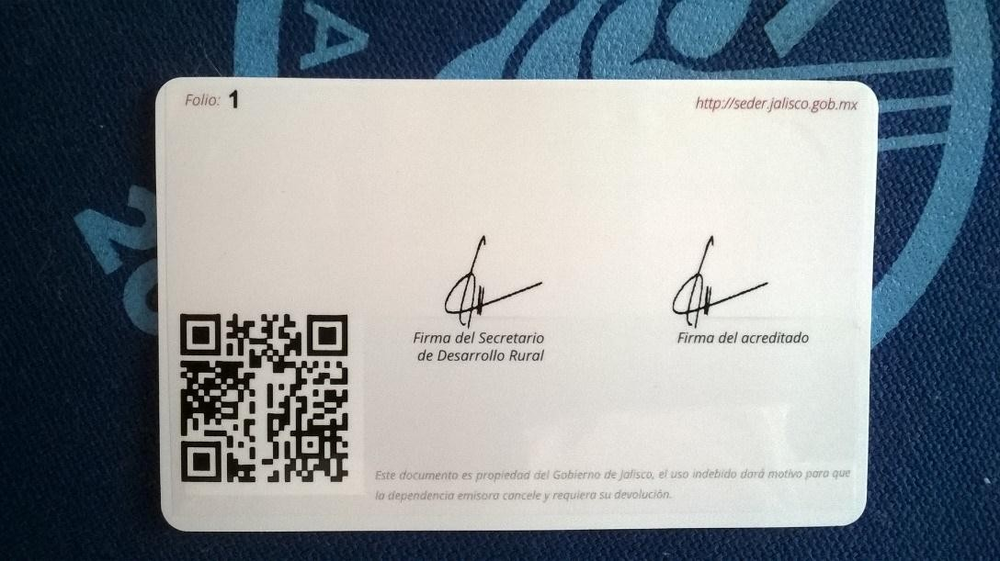 A
20
Folio: 1
http://seder.jalisco.gob.mx
Firma del Secretario
de Desarrollo Rural
Firma del acreditado
Este documento es propiedad del Gobierno de Jalisco, el uso indebido dará motivo para que
la dependencia emisora cancele y requiera su devolución.